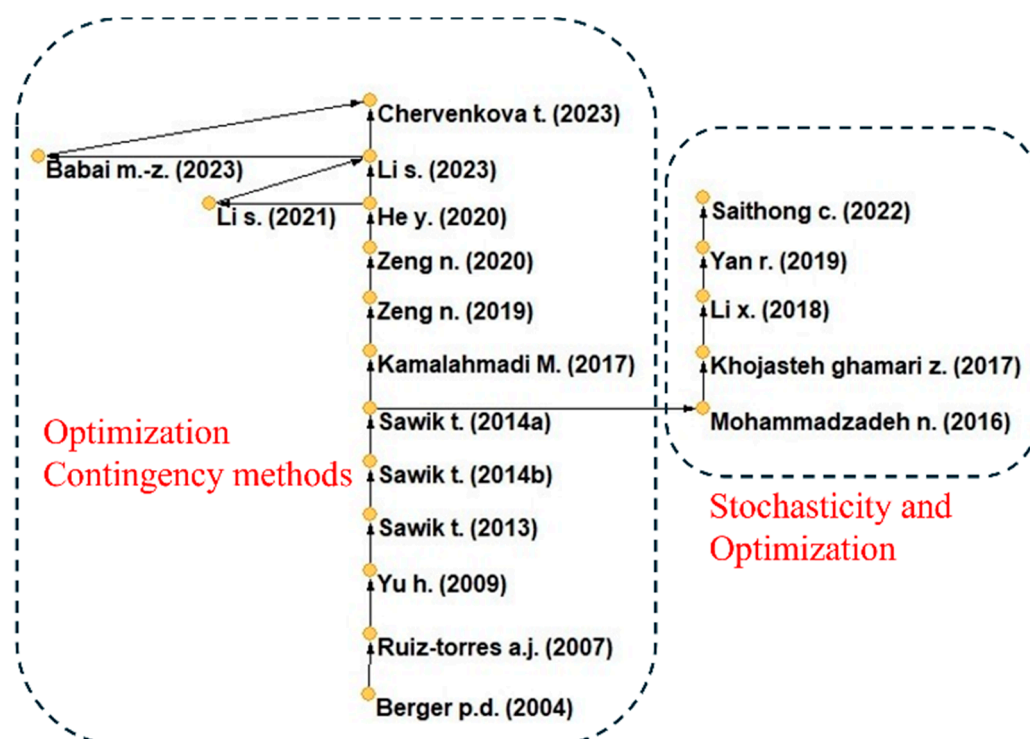 Chervenkova t. (2023)
Babai m.-z. (2023)
Li s. (2023)
Li s. (2021)
He y. (2020)
Zeng n. (2020)
Zeng n. (2019)
Kamalahmadi M. (2017)
Sawik t. (2014a)
Sawik t. (2014b)
Sawik t. (2013)
Yu h. (2009)
Ruiz-torres a.j. (2007)
Berger p.d. (2004)
Optimization
Contingency methods
Saithong c. (2022)
Yan r. (2019)
Li x. (2018)
Khojasteh ghamari z. (2017)
Mohammadzadeh n. (2016)
Stochasticity and
Optimization